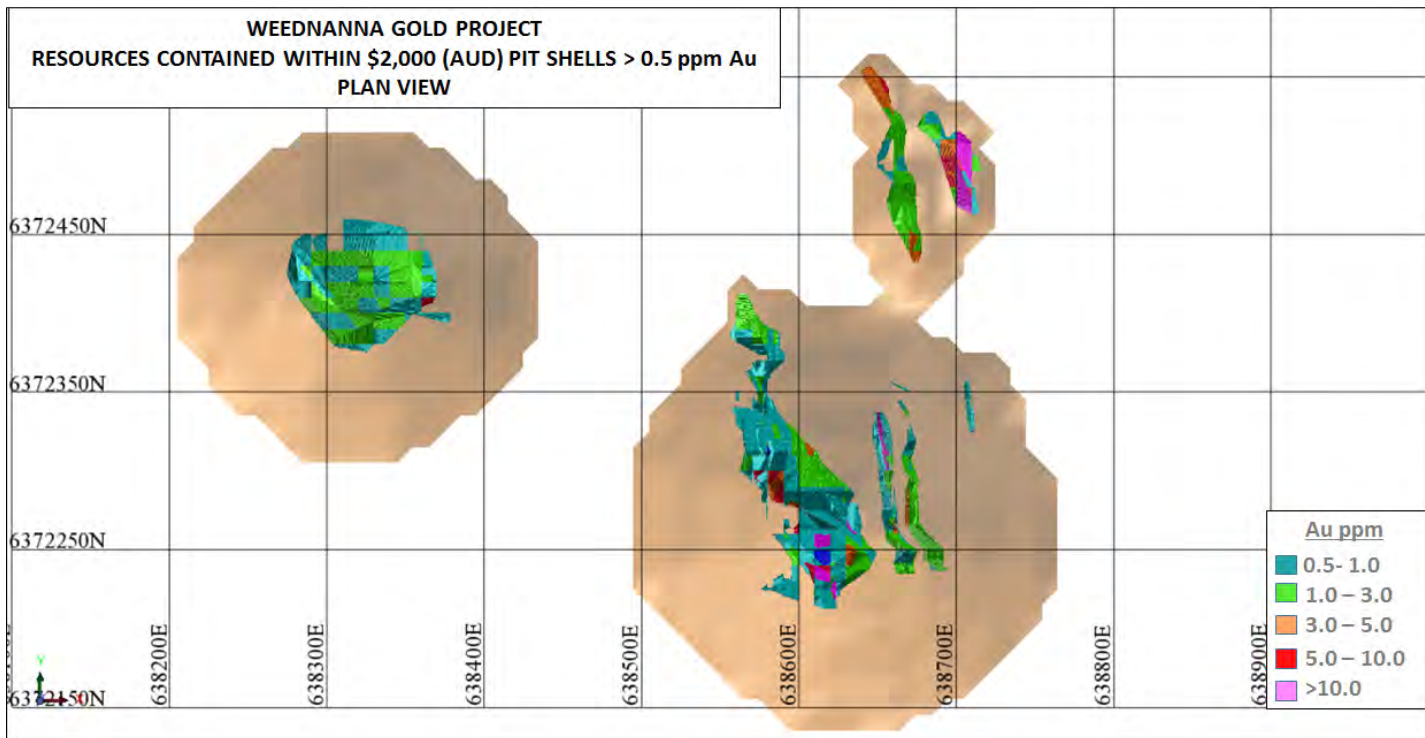 WEEDNANNA GOLD PROJECT
RESOURCES CONTAINED WITHIN $2,000 (AUD) PIT SHELLS > 0.5 ppm Au
PLAN VIEW
6372450N
6372350N
6372250N
6372150N
638200E
638300E
638400E
638500E
638600E
638700E
638800E
638900E
Y
Au ppm
0.5- 1.0
1.0 – 3.0
3.0 – 5.0
5.0 – 10.0
>10.0